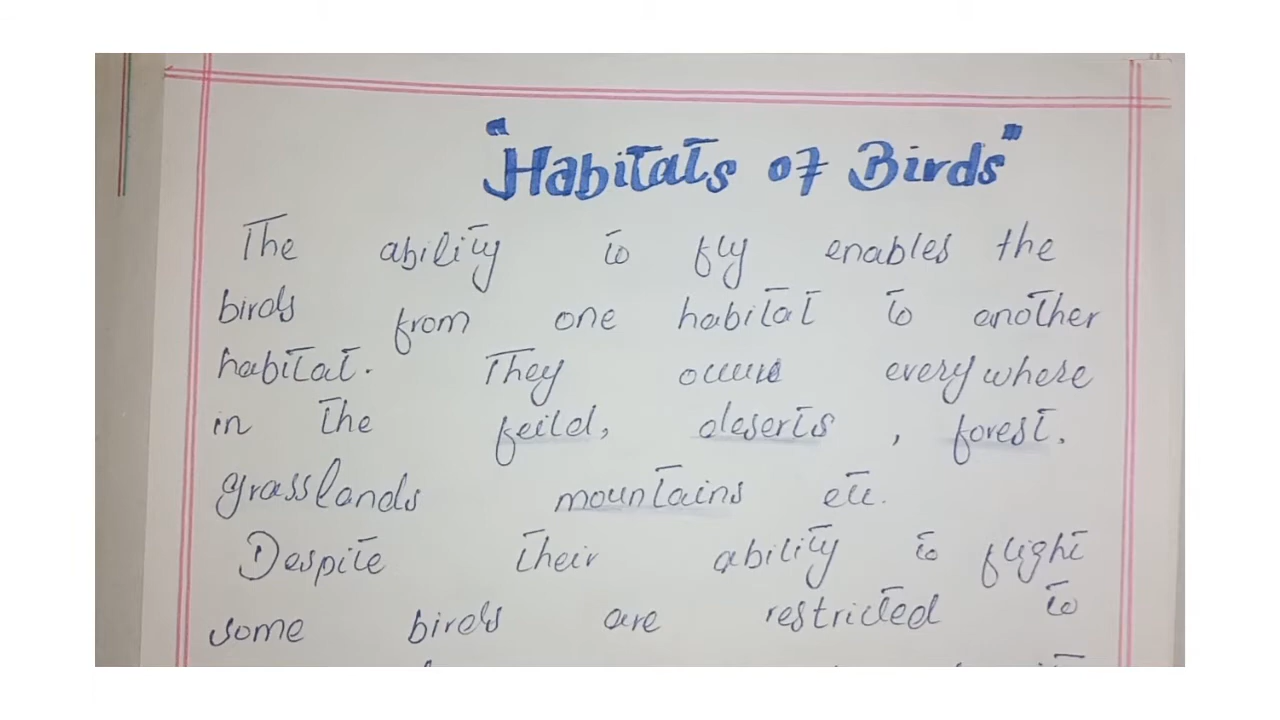 "Habitats of Birds"
The ability to fly enables the
birds from one habitat to another
habitat. They everywhere
in the feild, deserts, forest.
grasslands mountains etc.
Despite their ability to flight
some birds are restricted to